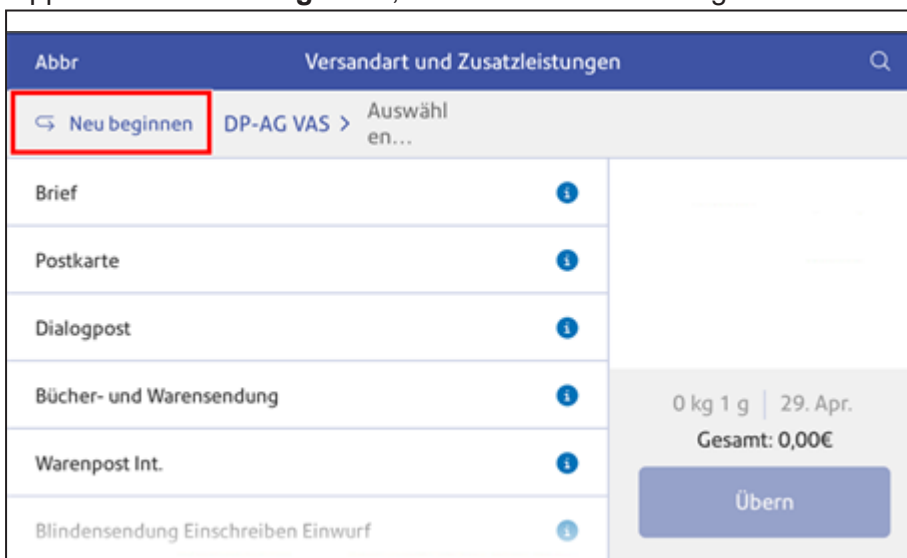 Abbr Versandart und Zusatzleistungen
Neu beginnen DP-AG VAS > Auswähl
en...
Brief
Postkarte
Dialogpost
Bücher- und Warensendung
Warenpost Int.
Blindensendung Einschreiben Einwurf
0 kg 1 g | 29. Apr.
Gesamt: 0,00€
Übern